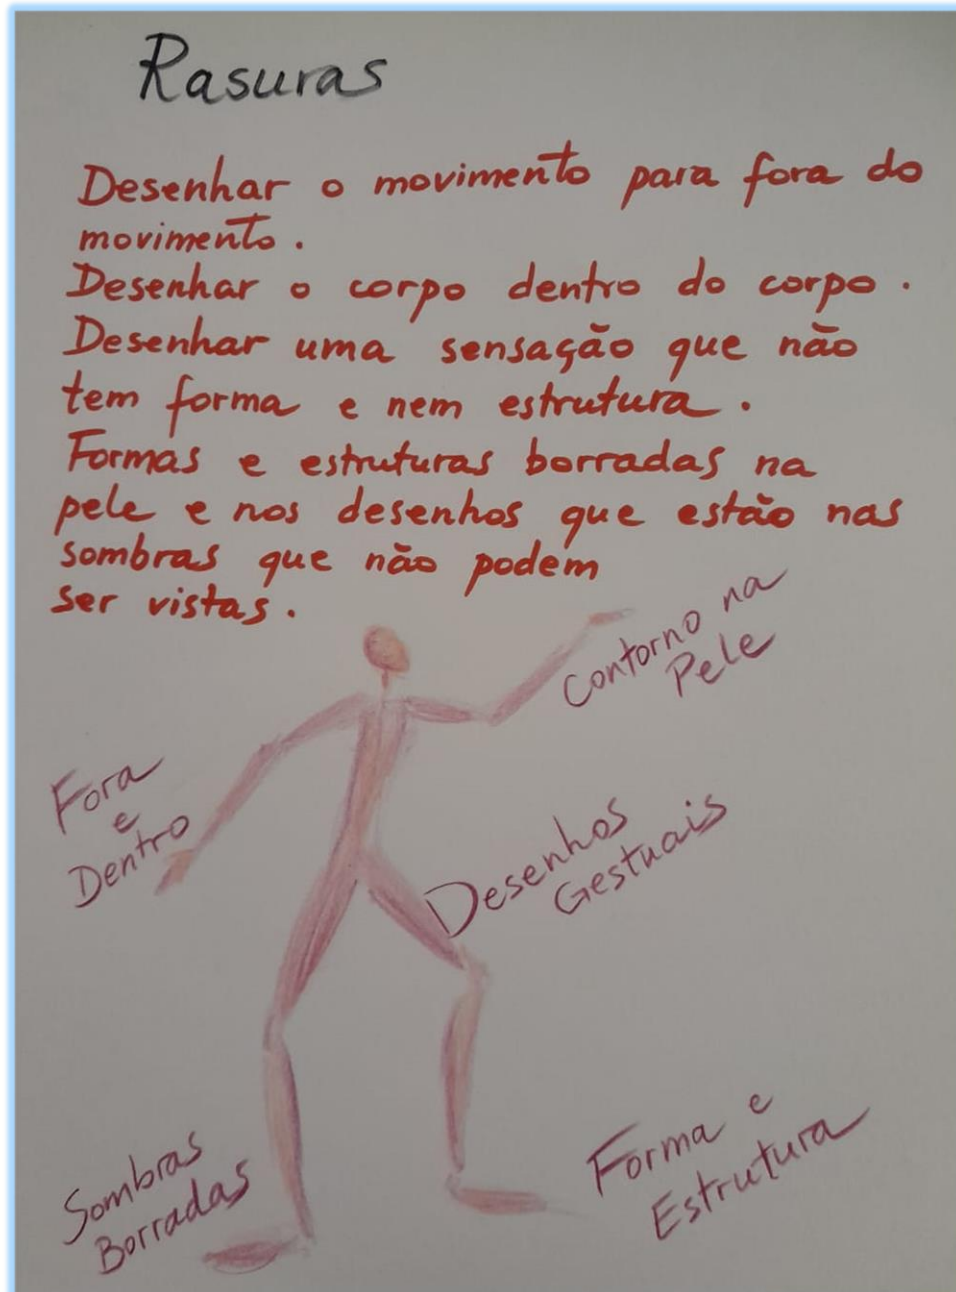 Rasuras
Desenhar o movimento para fora do
movimento.
Desenhar o corpo dentro do corpo.
Desenhar uma sensação que não
tem forma e nem estrutura.
Formas e estruturas borradas na
pele e nos desenhos que estão nas
sombras que não podem
ser vistas.
Contorno na
Pele
Fora
e
Dentro
Desenhos
Gestuais
Sombras
Borradas
Forma e
Estrutura